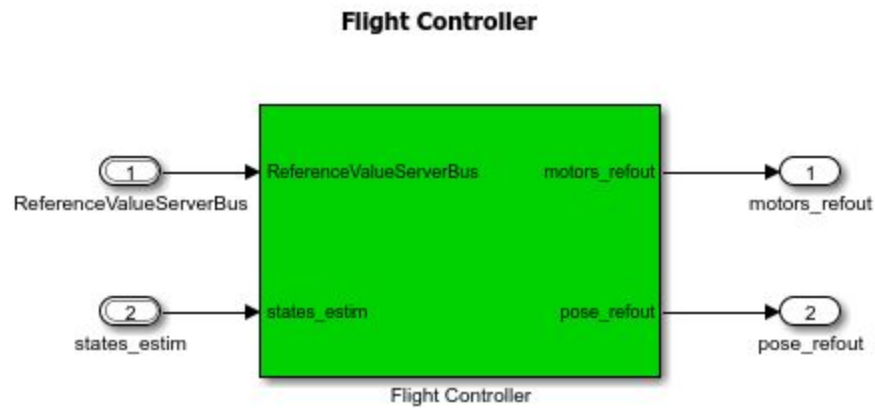 Flight Controller
1
ReferenceValueServerBus
ReferenceValueServerBus
motors_refout
1
motors_refout
2
states_estim
states_estim
pose_refout
2
pose_refout
Flight Controller